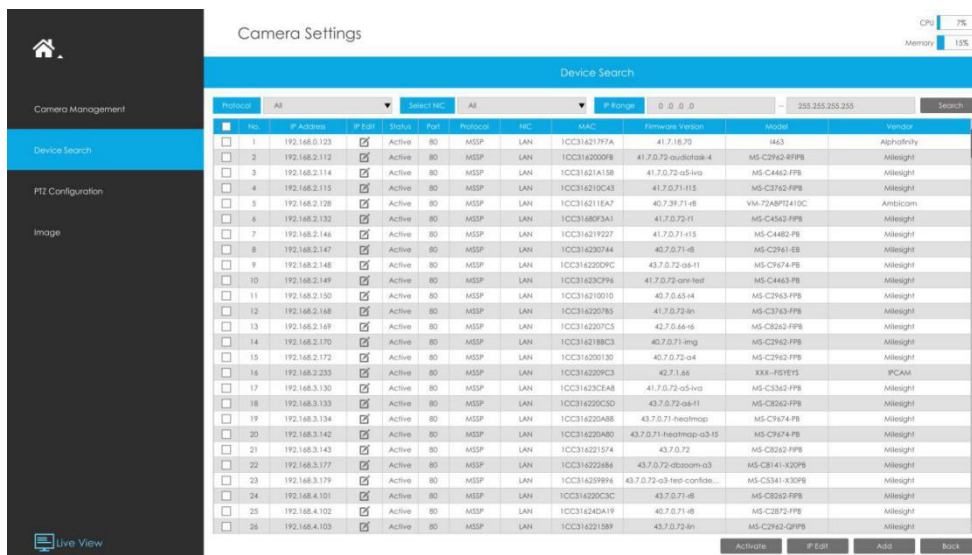 Camera Settings
CPU 7%
Memory 15%
Device Search
Camera Management
Device Search
PTZ Configuration
Image
Live View
Protocol All Select NIC All IP Range 0 .0 .0 .0 -- 255.255.255.255 Search
No. IP Address IP Edit Status Port Protocol NIC MAC Firmware Version Model Vendor
1 192.168.0.123 Active 80 MSSP LAN 1CC316217F7A 41.7.18.70 I463 Alphafinity
2 192.168.2.112 Active 80 MSSP LAN 1CC3162000FB 41.7.0.72-audiotask-4 MS-C2962-RFIPB Milesight
3 192.168.2.114 Active 80 MSSP LAN 1CC31621A158 41.7.0.72-a5-iva MS-C4462-FPB Milesight
4 192.168.2.115 Active 80 MSSP LAN 1CC316210C43 41.7.0.71-t15 MS-C3762-FIPB Milesight
5 192.168.2.128 Active 80 MSSP LAN 1CC316211EA7 40.7.39.71-r8 VM-72ABPTZ410C Ambicam
6 192.168.2.132 Active 80 MSSP LAN 1CC31680F3A1 41.7.0.72-t1 MS-C4562-FIPB Milesight
7 192.168.2.146 Active 80 MSSP LAN 1CC316219227 41.7.0.71-r15 MS-C4482-PB Milesight
8 192.168.2.147 Active 80 MSSP LAN 1CC316230744 40.7.0.71-r8 MS-C2961-EB Milesight
9 192.168.2.148 Active 80 MSSP LAN 1CC316220D9C 43.7.0.72-a6-t1 MS-C9674-PB Milesight
10 192.168.2.149 Active 80 MSSP LAN 1CC31623CF96 41.7.0.72-anr-test MS-C4463-PB Milesight
11 192.168.2.150 Active 80 MSSP LAN 1CC316210010 40.7.0.65-r4 MS-C2963-FPB Milesight
12 192.168.2.168 Active 80 MSSP LAN 1CC3162207B5 41.7.0.72-lin MS-C3763-FPB Milesight
13 192.168.2.169 Active 80 MSSP LAN 1CC3162207C5 42.7.0.66-r6 MS-C8262-FIPB Milesight
14 192.168.2.170 Active 80 MSSP LAN 1CC31621BBC3 40.7.0.71-img MS-C2962-FPB Milesight
15 192.168.2.172 Active 80 MSSP LAN 1CC316200130 40.7.0.72-a4 MS-C2962-FPB Milesight
16 192.168.2.233 Active 80 MSSP LAN 1CC3162209C3 42.7.1.66 XXX--FISYEYS IPCAM
17 192.168.3.130 Active 80 MSSP LAN 1CC31623CEA8 41.7.0.72-a5-iva MS-C5362-FPB Milesight
18 192.168.3.133 Active 80 MSSP LAN 1CC316220C5D 43.7.0.72-a6-t1 MS-C8262-FPB Milesight
19 192.168.3.134 Active 80 MSSP LAN 1CC316220A8B 43.7.0.71-heatmap MS-C9674-PB Milesight
20 192.168.3.142 Active 80 MSSP LAN 1CC316220A80 43.7.0.71-heatmap-a3-t5 MS-C9674-PB Milesight
21 192.168.3.143 Active 80 MSSP LAN 1CC316221574 43.7.0.72 MS-C8262-FIPB Milesight
22 192.168.3.177 Active 80 MSSP LAN 1CC316222686 43.7.0.72-dbzoom-a3 MS-C8141-X20PB Milesight
23 192.168.3.179 Active 80 MSSP LAN 1CC316259B96 43.7.0.72-a3-test-confide... MS-C5341-X30PB Milesight
24 192.168.4.101 Active 80 MSSP LAN 1CC316220C3C 43.7.0.71-r8 MS-C8262-FIPB Milesight
25 192.168.4.102 Active 80 MSSP LAN 1CC31624DA19 40.7.0.71-r8 MS-C2872-FPB Milesight
26 192.168.4.103 Active 80 MSSP LAN 1CC3162215B9 43.7.0.72-lin MS-C2962-QFIPB Milesight
Activate IP Edit Add Back